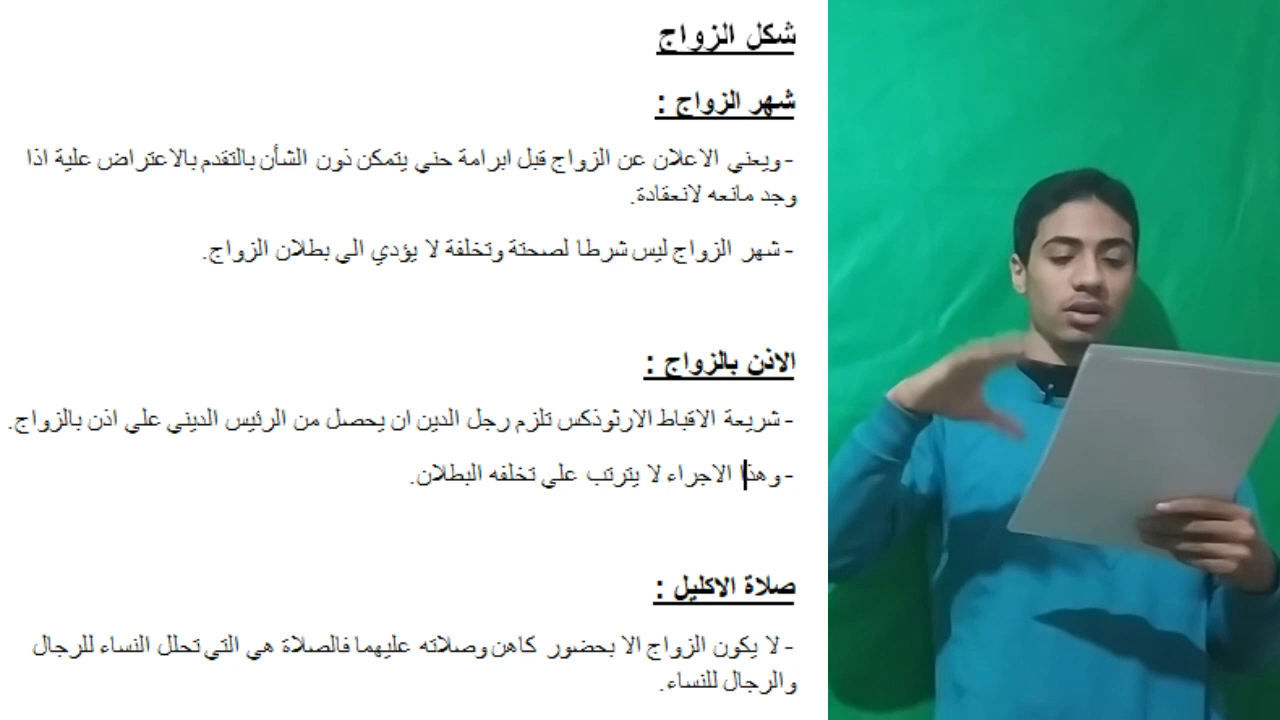 شكل الزواج
شهر الزواج :
- ويعني الاعلان عن الزواج قبل ابرامة حني يتمكن ذون الشأن بالتقدم بالاعتراض علية اذا
وجد مانعه لانعقادة.
- شهر الزواج ليس شرطا لصحتة وتخلفة لا يؤدي الي بطلان الزواج.
الاذن بالزواج :
- شريعة الاقباط الارثوذكس تلزم رجل الدين ان يحصل من الرئيس الديني علي اذن بالزواج.
- وهذا الاجراء لا يترتب علي تخلفه البطلان.
صلاة الاكليل :
- لا يكون الزواج الا بحضور كاهن وصلاته عليهما فالصلاة هي التي تحلل النساء للرجال
والرجال للنساء.